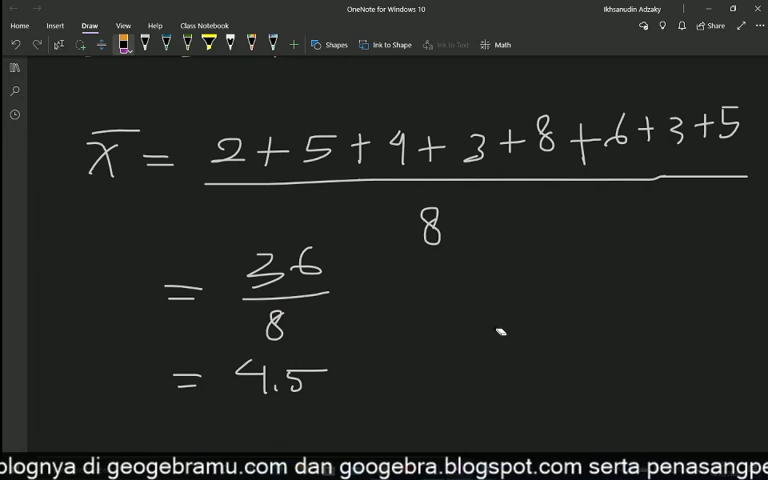 OneNote for Windows 10
Ikhsanudin Adzaky
Home Insert Draw View Help Class Notebook
Share
Shapes Ink to Shape Ink to Text Math
x̄ = 2 + 5 + 4 + 3 + 8 + 6 + 3 + 5
8
= 36
8
= 4.5
plognya di geogebramu.com dan googebra.blogspot.com serta penasangpe